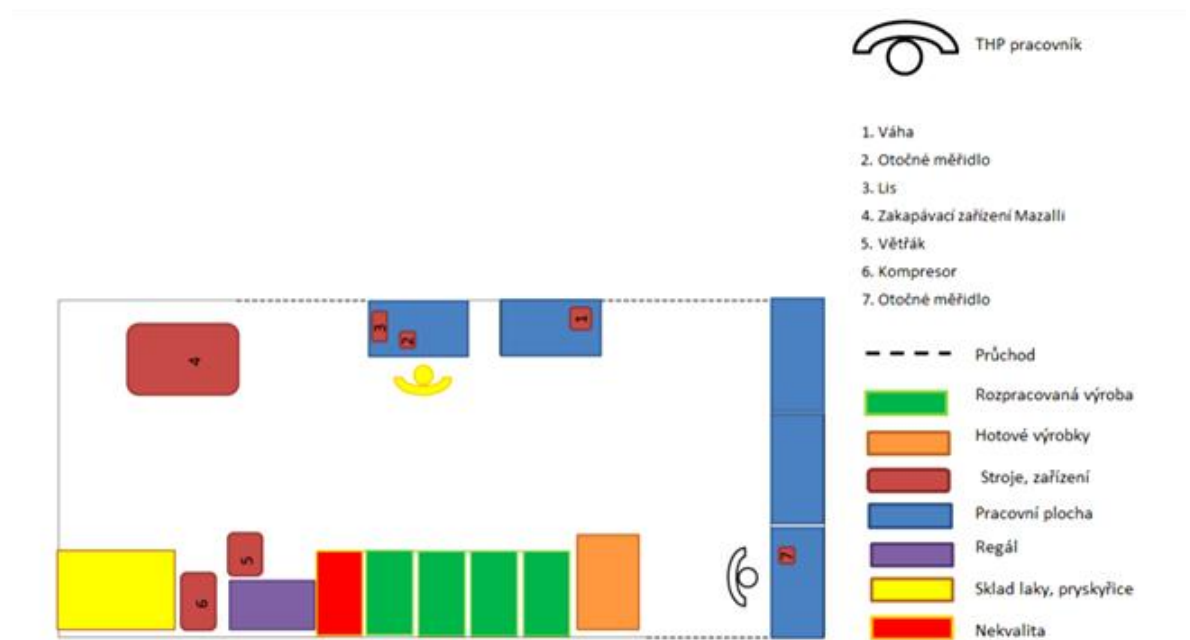 THP pracovník
1. Váha
2. Otočné měřidlo
3. Lis
4. Zakapávací zařízení Mazalli
5. Větřák
6. Kompresor
7. Otočné měřidlo
Průchod
Rozpracovaná výroba
Hotové výrobky
Stroje, zařízení
Pracovní plocha
Regál
Sklad laky, pryskyřice
Nekvalita
3
2
1
4
5
6
7